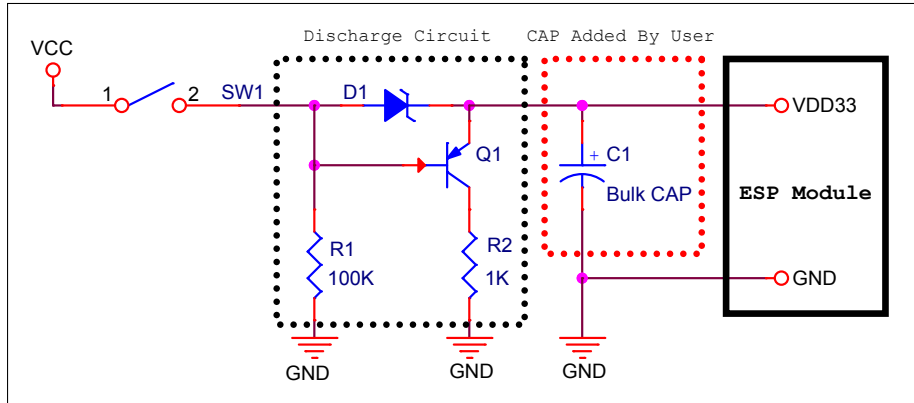 Discharge Circuit
CAP Added By User
VCC
1
2
SW1
D1
VDD33
Q1
+ C1
Bulk CAP
ESP Module
R1
100K
R2
1K
GND
GND
GND
GND